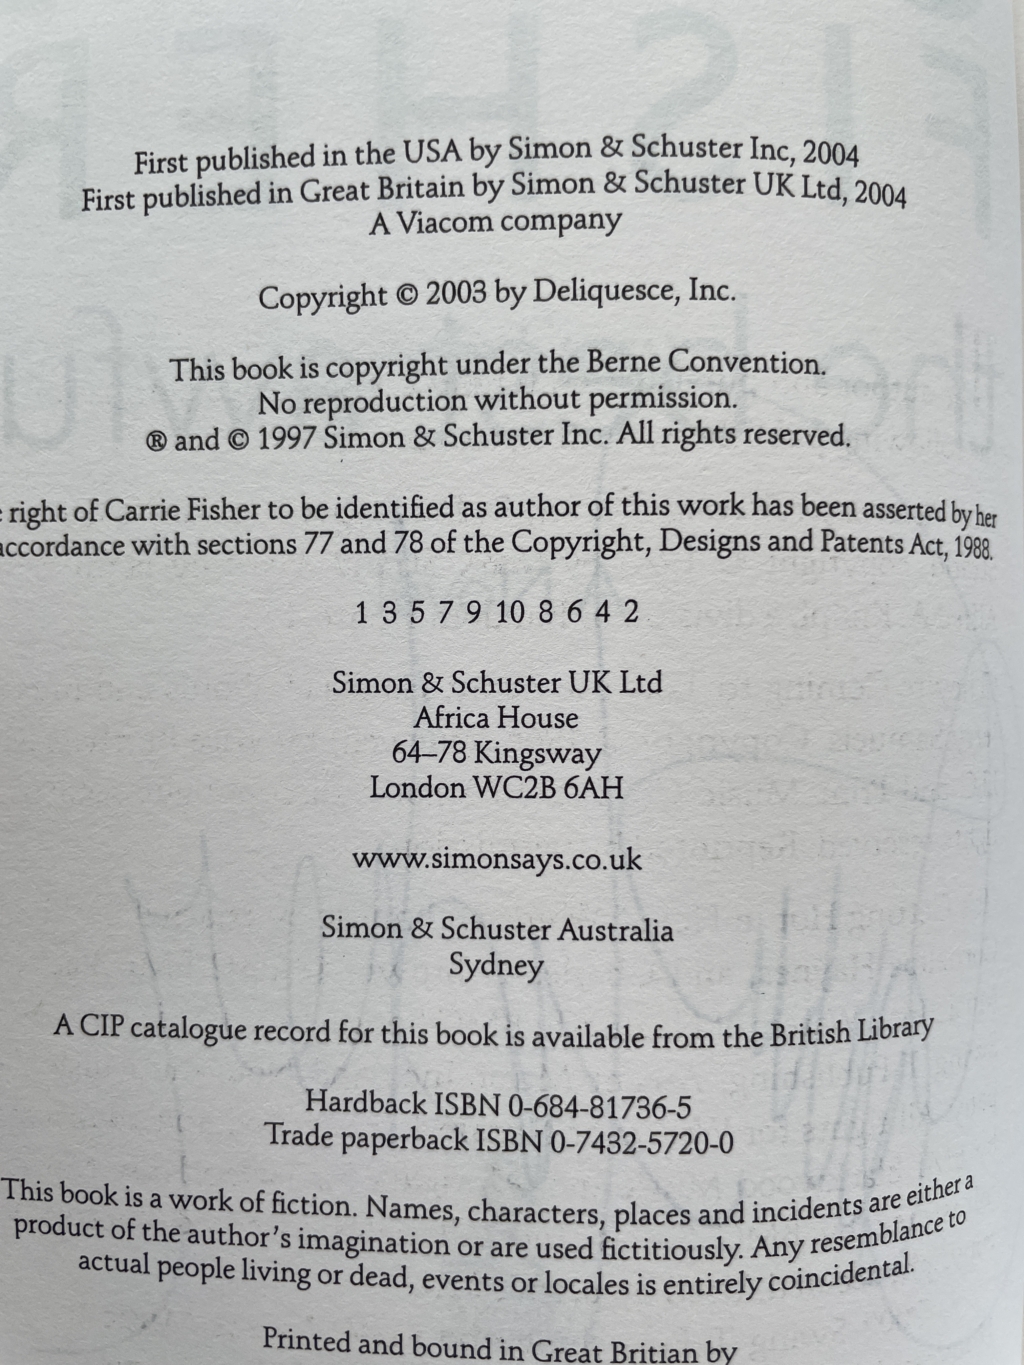 First published in the USA by Simon & Schuster Inc, 2004
First published in Great Britain by Simon & Schuster UK Ltd, 2004
A Viacom company
Copyright © 2003 by Deliquesce, Inc.
This book is copyright under the Berne Convention.
No reproduction without permission.
® and © 1997 Simon & Schuster Inc. All rights reserved.
right of Carrie Fisher to be identified as author of this work has been asserted by her
accordance with sections 77 and 78 of the Copyright, Designs and Patents Act, 1988.
1 3 5 7 9 10 8 6 4 2
Simon & Schuster UK Ltd
Africa House
64–78 Kingsway
London WC2B 6AH
www.simonsays.co.uk
Simon & Schuster Australia
Sydney
A CIP catalogue record for this book is available from the British Library
Hardback ISBN 0-684-81736-5
Trade paperback ISBN 0-7432-5720-0
This book is a work of fiction. Names, characters, places and incidents are either a
product of the author's imagination or are used fictitiously. Any resemblance to
actual people living or dead, events or locales is entirely coincidental.
Printed and bound in Great Britian by